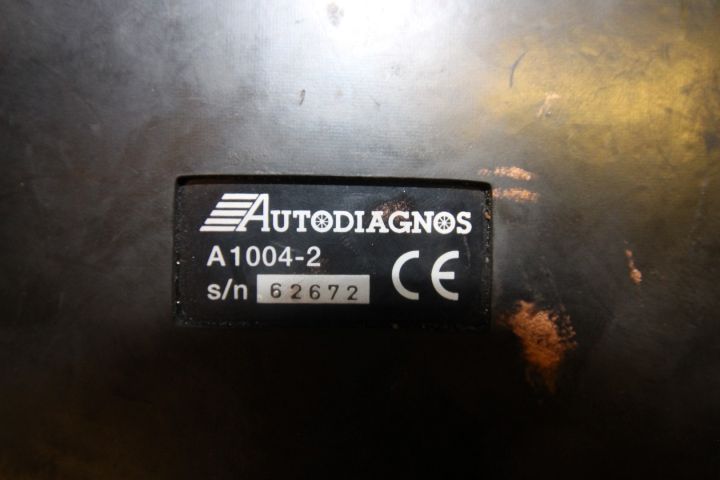 AUTODIAGNOS
A1004-2
s/n 62672
CE